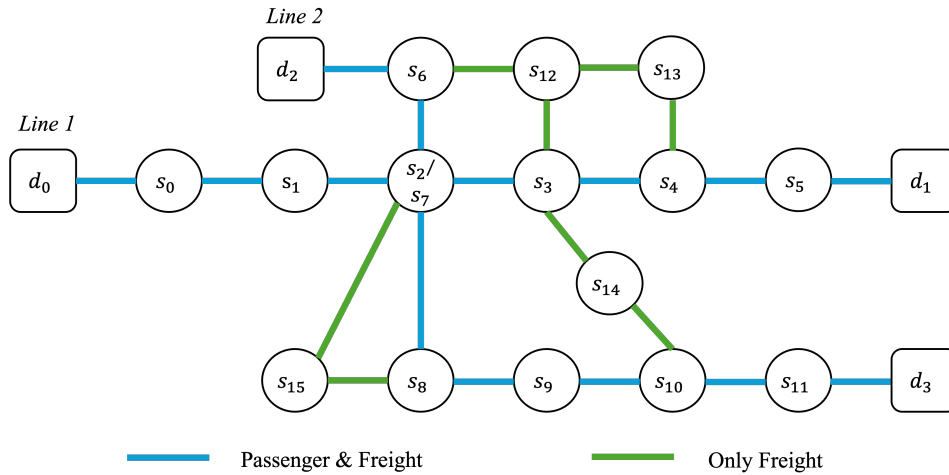 Line 2
d₂
s₆
s₁₂
s₁₃
Line 1
d₀
s₀
s₁
s₂/
s₇
s₃
s₄
s₅
d₁
s₁₄
s₁₅
s₈
s₉
s₁₀
s₁₁
d₃
Passenger & Freight
Only Freight